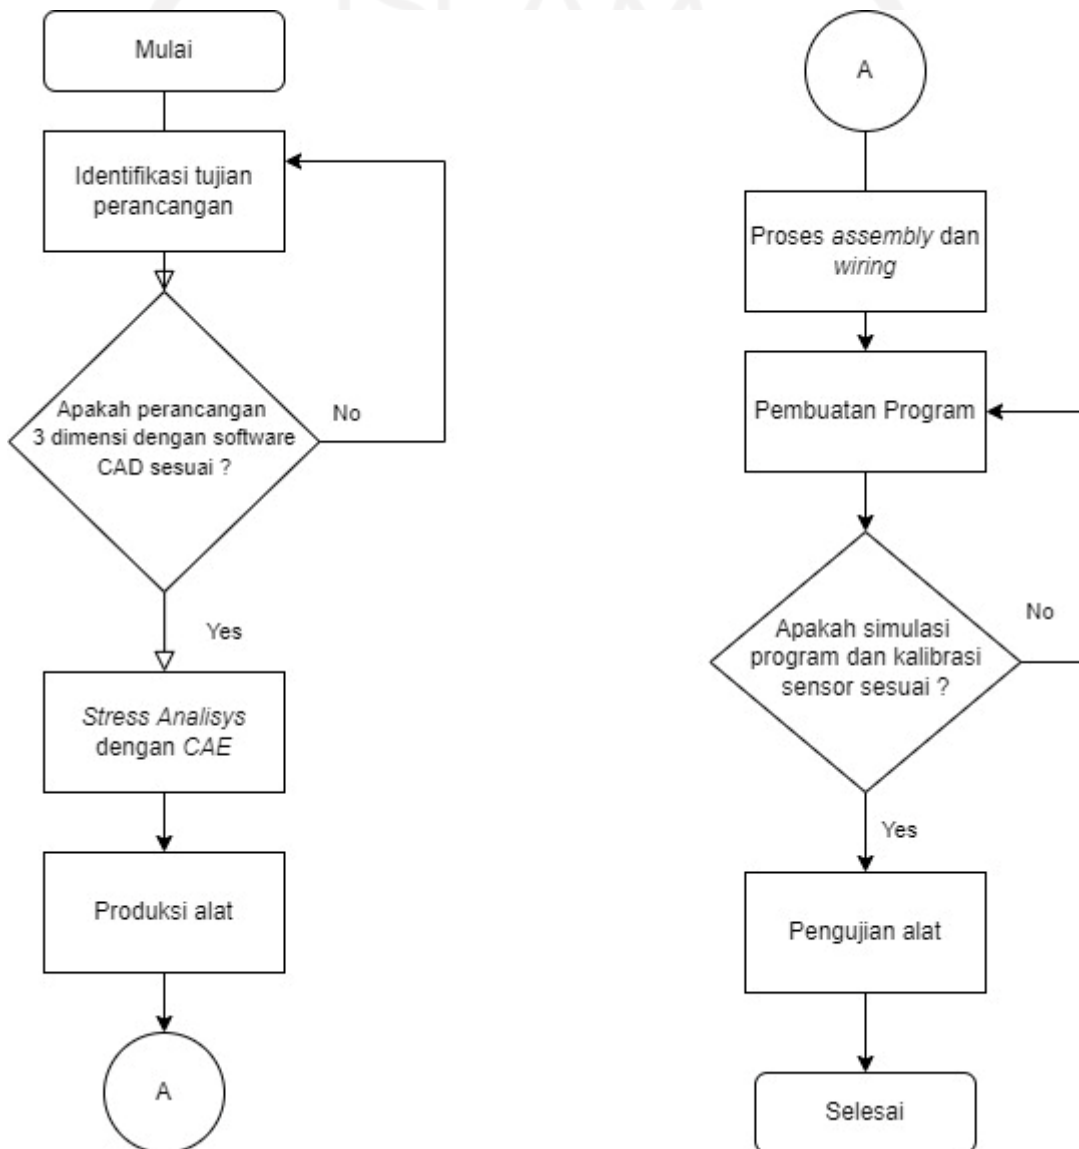 Mulai
Identifikasi tujian
perancangan
Apakah perancangan
3 dimensi dengan software
CAD sesuai ?
No
Yes
Stress Analisys
dengan CAE
Produksi alat
A
A
Proses assembly dan
wiring
Pembuatan Program
Apakah simulasi
program dan kalibrasi
sensor sesuai ?
No
Yes
Pengujian alat
Selesai